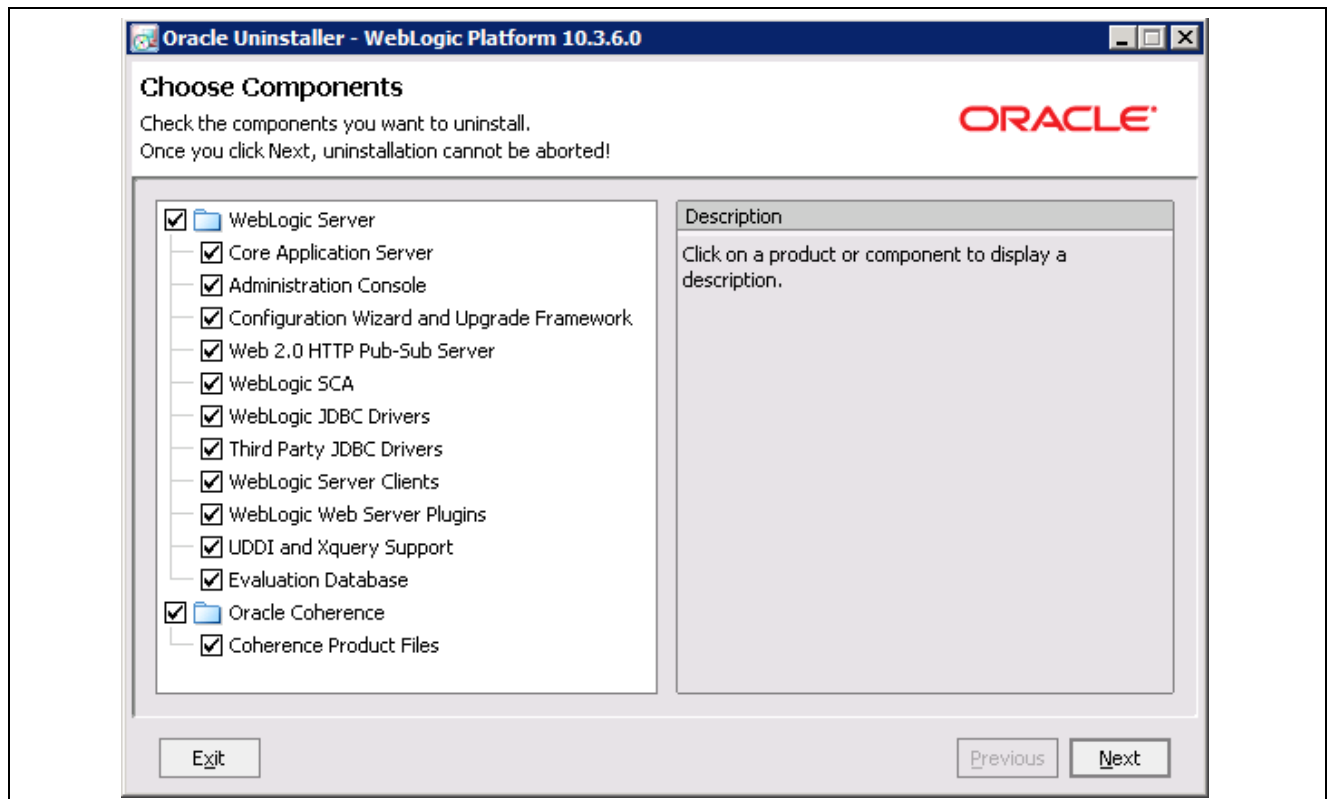 Oracle Uninstaller - WebLogic Platform 10.3.6.0
Choose Components
Check the components you want to uninstall.
Once you click Next, uninstallation cannot be aborted!
ORACLE
WebLogic Server
Core Application Server
Administration Console
Configuration Wizard and Upgrade Framework
Web 2.0 HTTP Pub-Sub Server
WebLogic SCA
WebLogic JDBC Drivers
Third Party JDBC Drivers
WebLogic Server Clients
WebLogic Web Server Plugins
UDDI and Xquery Support
Evaluation Database
Oracle Coherence
Coherence Product Files
Description
Click on a product or component to display a
description.
Exit
Previous
Next